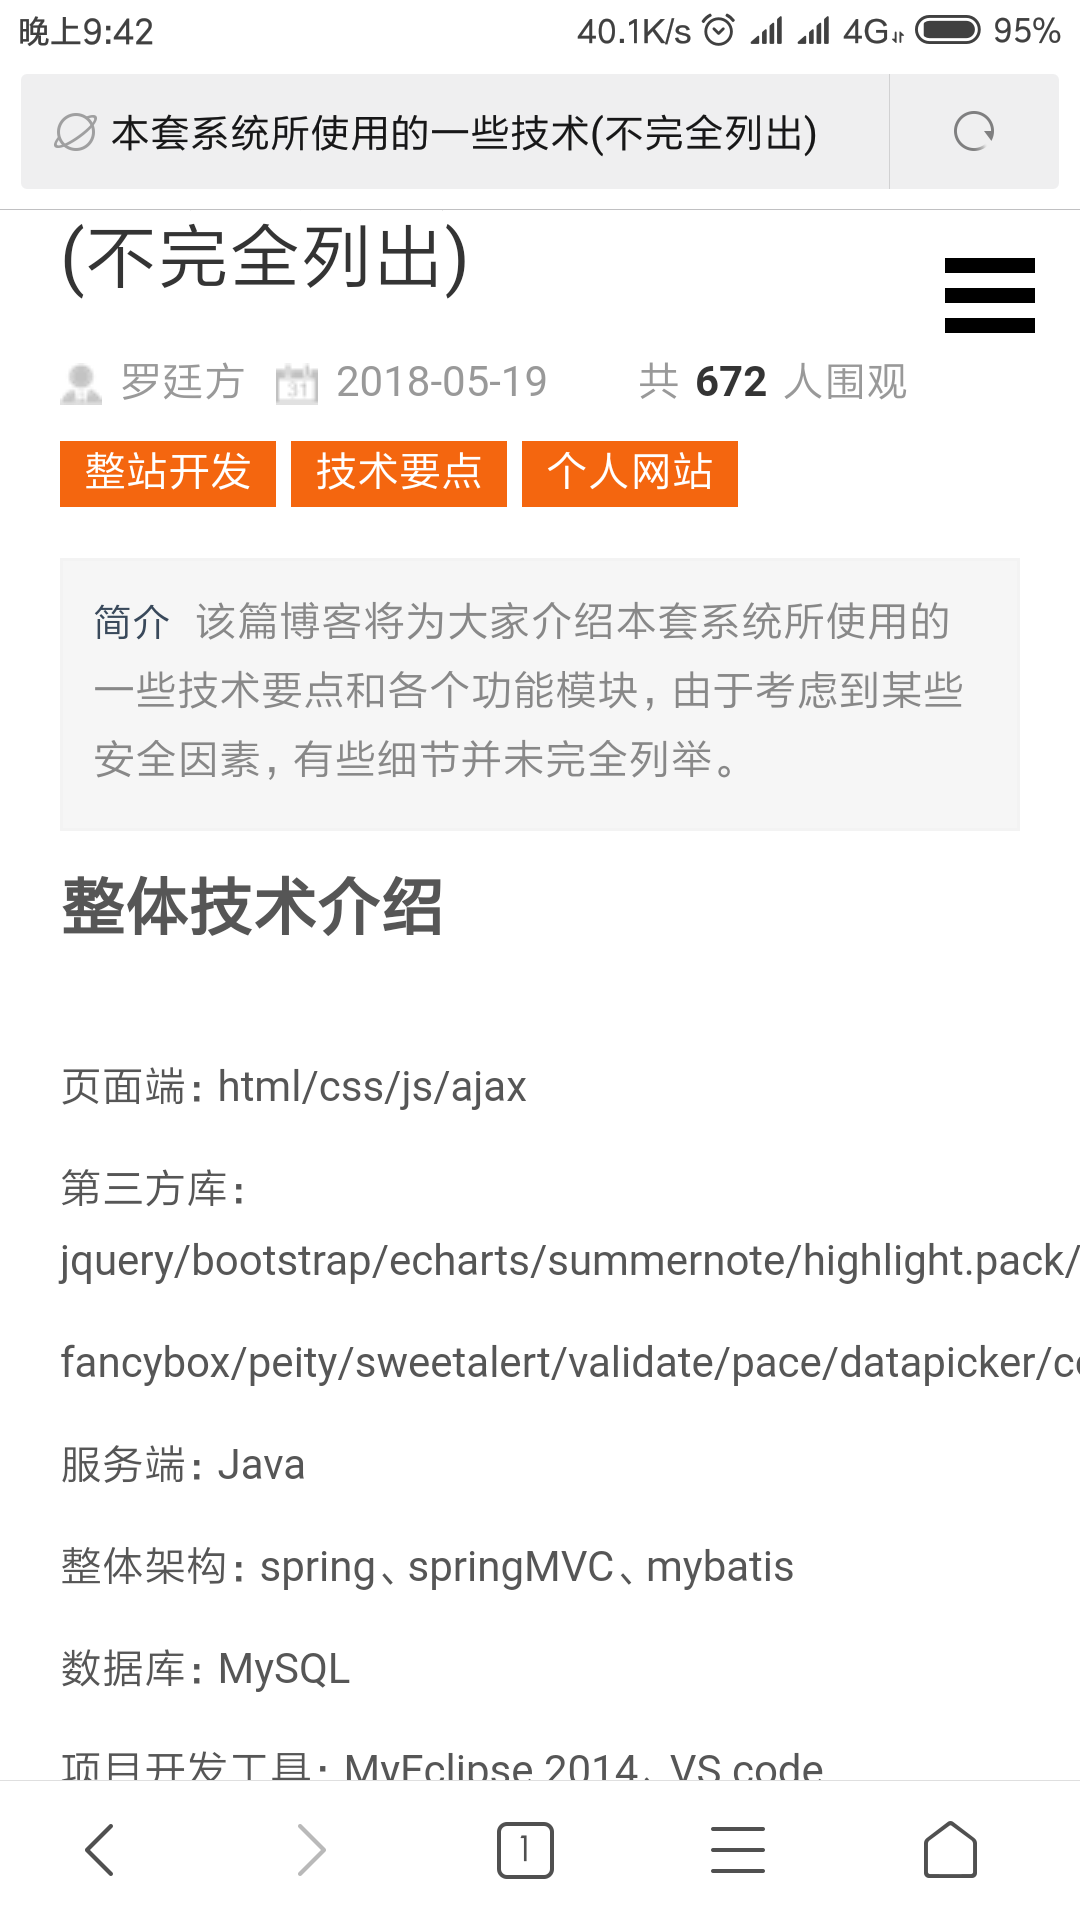 晚上9:42 40.1K/s 4G 95%
本套系统所使用的一些技术(不完全列出)
(不完全列出)
31 罗廷方 2018-05-19 共 672 人围观
整站开发 技术要点 个人网站
简介 该篇博客将为大家介绍本套系统所使用的
一些技术要点和各个功能模块，由于考虑到某些
安全因素，有些细节并未完全列举。
整体技术介绍
页面端：html/css/js/ajax
第三方库：
jquery/bootstrap/echarts/summernote/highlight.pack/
fancybox/peity/sweetalert/validate/pace/datapicker/c
服务端：Java
整体架构：spring、springMVC、mybatis
数据库：MySQL
项目开发工具：MyEclipse 2014、VS code
1